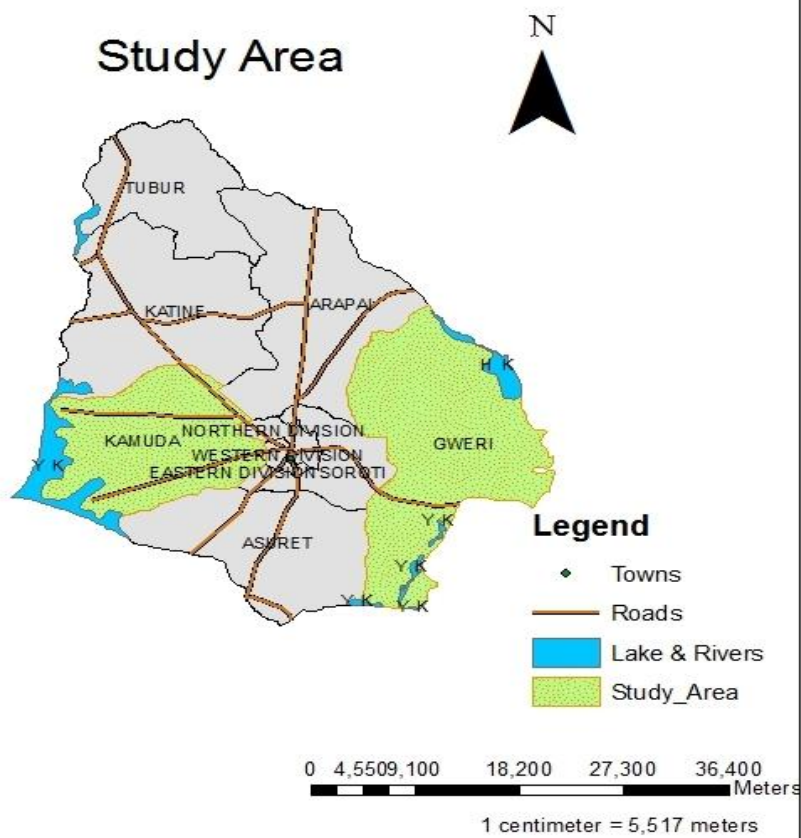 Study Area
N
TUBUR
KATINE
ARAPAI
H K
KAMUDA
NORTHERN DIVISION
GWERI
WESTERN DIVISION
Y K
EASTERN DIVISION SOROTI
Y K
ASURET
Y K
Y K
Y K
Legend
Towns
Roads
Lake & Rivers
Study_Area
0 4,550 9,100 18,200 27,300 36,400
Meters
1 centimeter = 5,517 meters